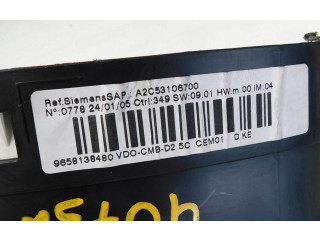 Ref.SiemensSAP: A2C53106700
N°:0778 24/01/05 Ctrl:349 SW:09.01 HW:m.00 IM:04
9658138480 VDO-CMB-D2 5C CEM01 D KE